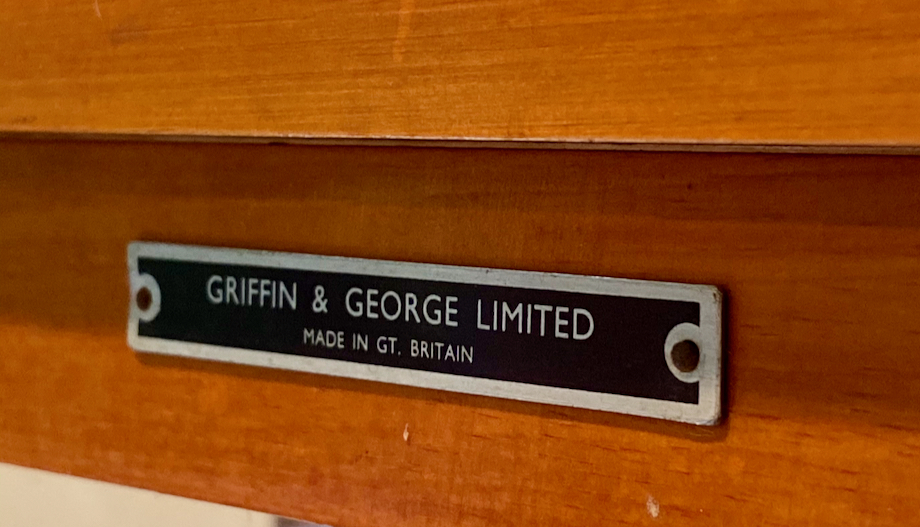 GRIFFIN & GEORGE LIMITED
MADE IN GT. BRITAIN